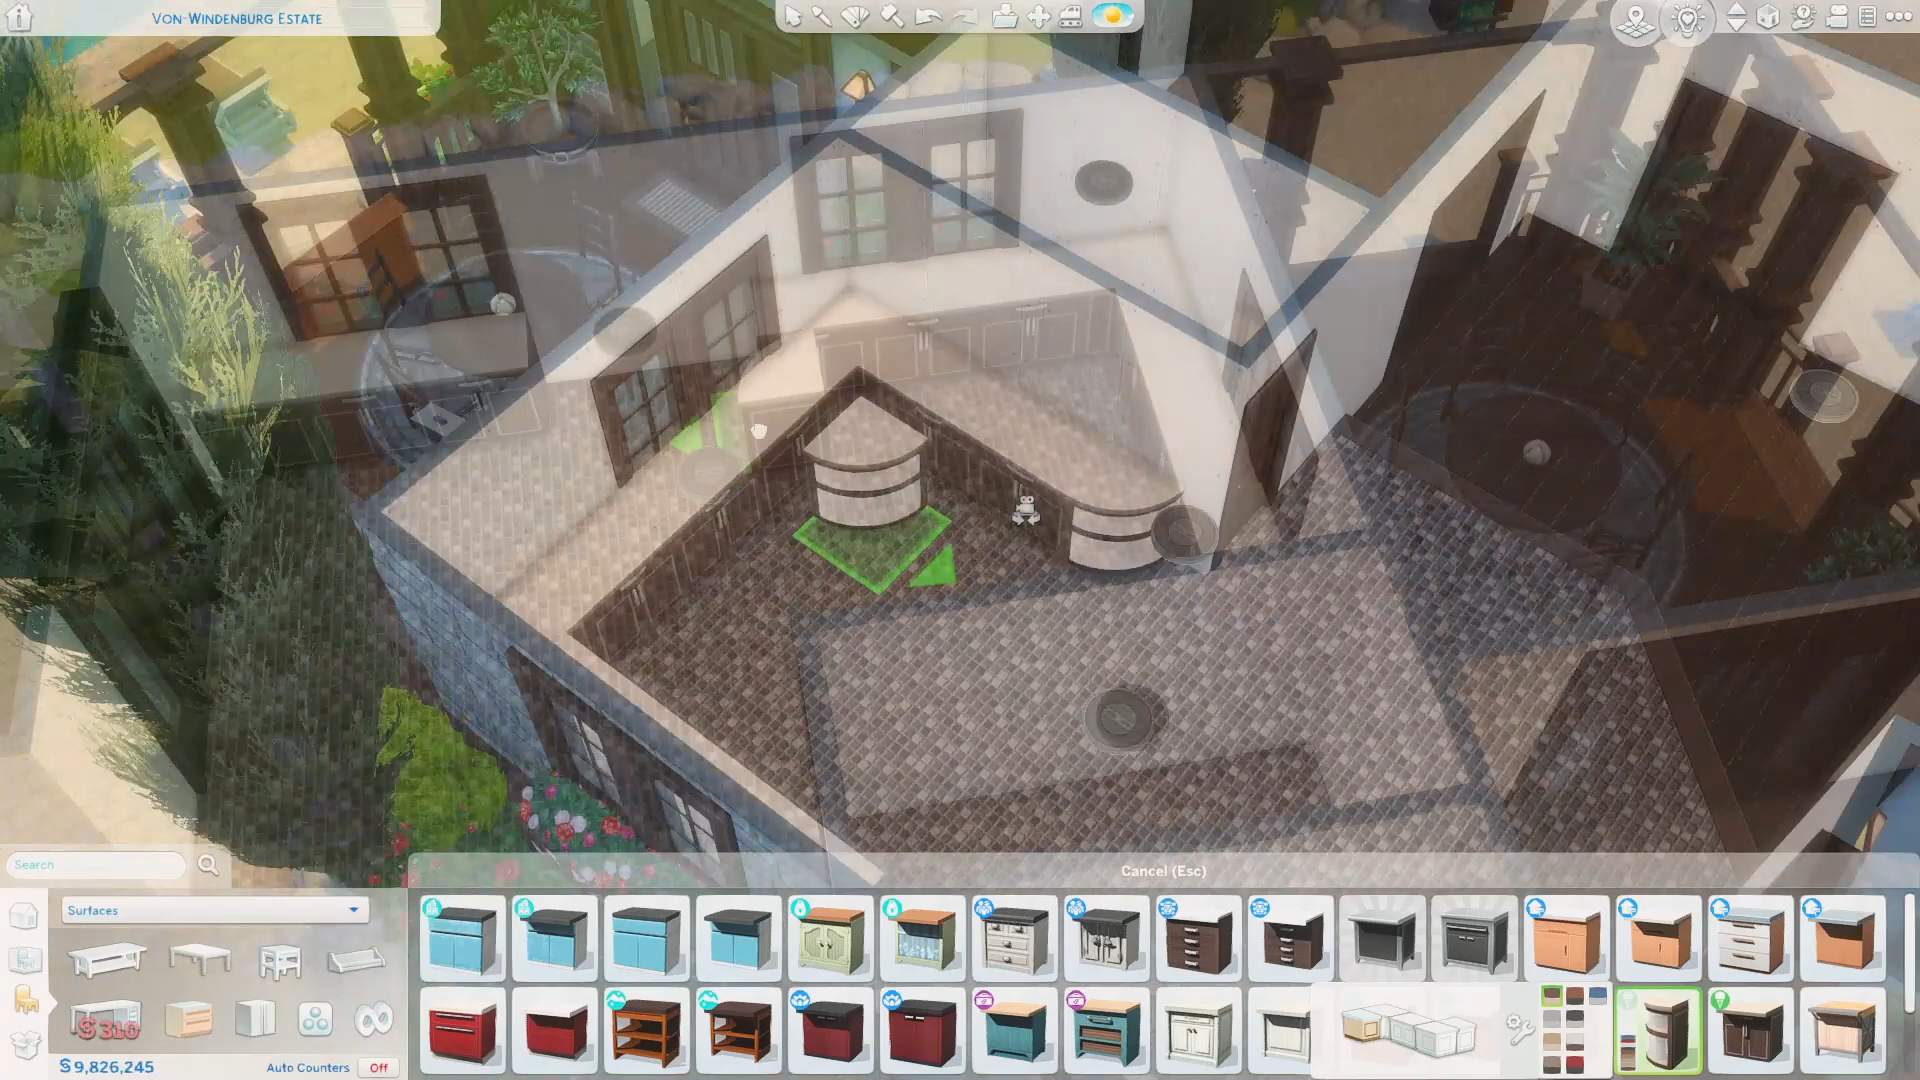 Von-Windenburg Estate
Search
Cancel (Esc)
Surfaces
§310
§9,826,245
Auto Counters
Off